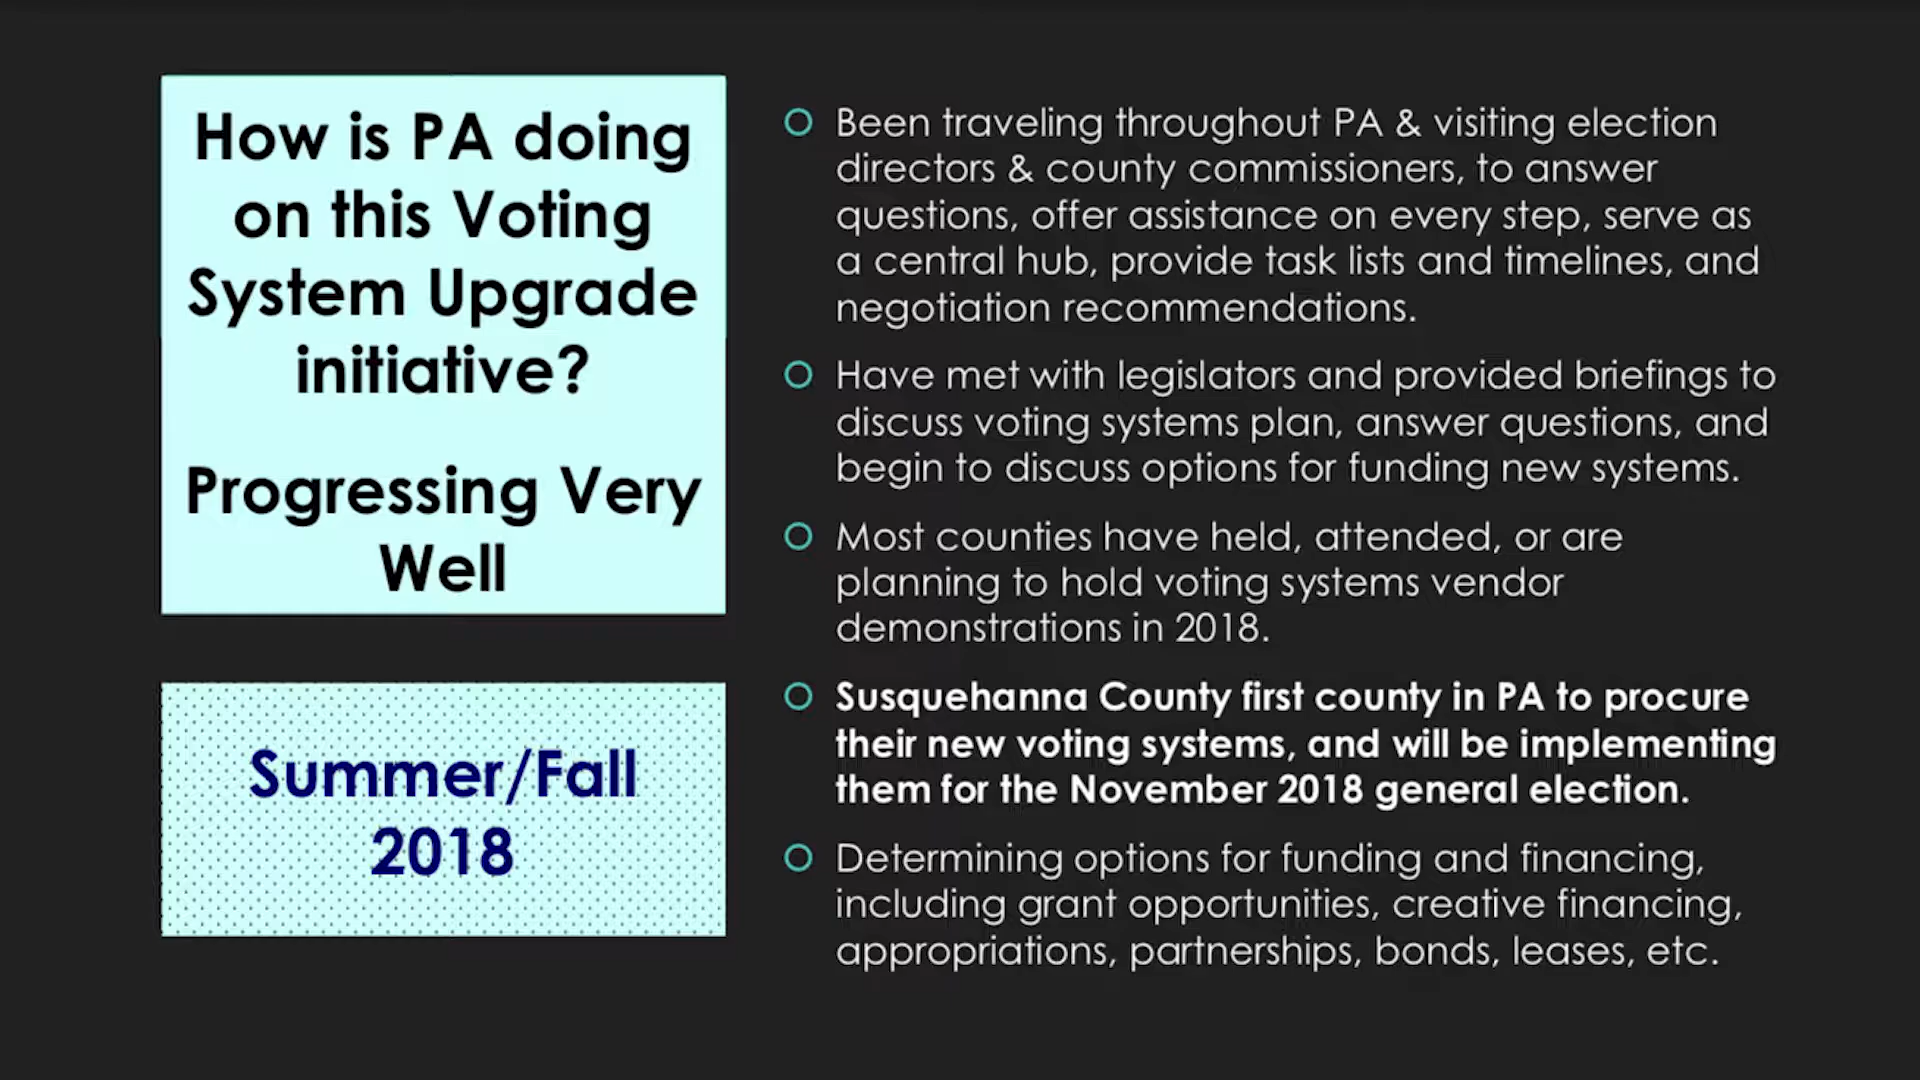 How is PA doing
on this Voting
System Upgrade
initiative?
Progressing Very
Well
Summer/Fall
2018
Been traveling throughout PA & visiting election
directors & county commissioners, to answer
questions, offer assistance on every step, serve as
a central hub, provide task lists and timelines, and
negotiation recommendations.
Have met with legislators and provided briefings to
discuss voting systems plan, answer questions, and
begin to discuss options for funding new systems.
Most counties have held, attended, or are
planning to hold voting systems vendor
demonstrations in 2018.
Susquehanna County first county in PA to procure
their new voting systems, and will be implementing
them for the November 2018 general election.
Determining options for funding and financing,
including grant opportunities, creative financing,
appropriations, partnerships, bonds, leases, etc.